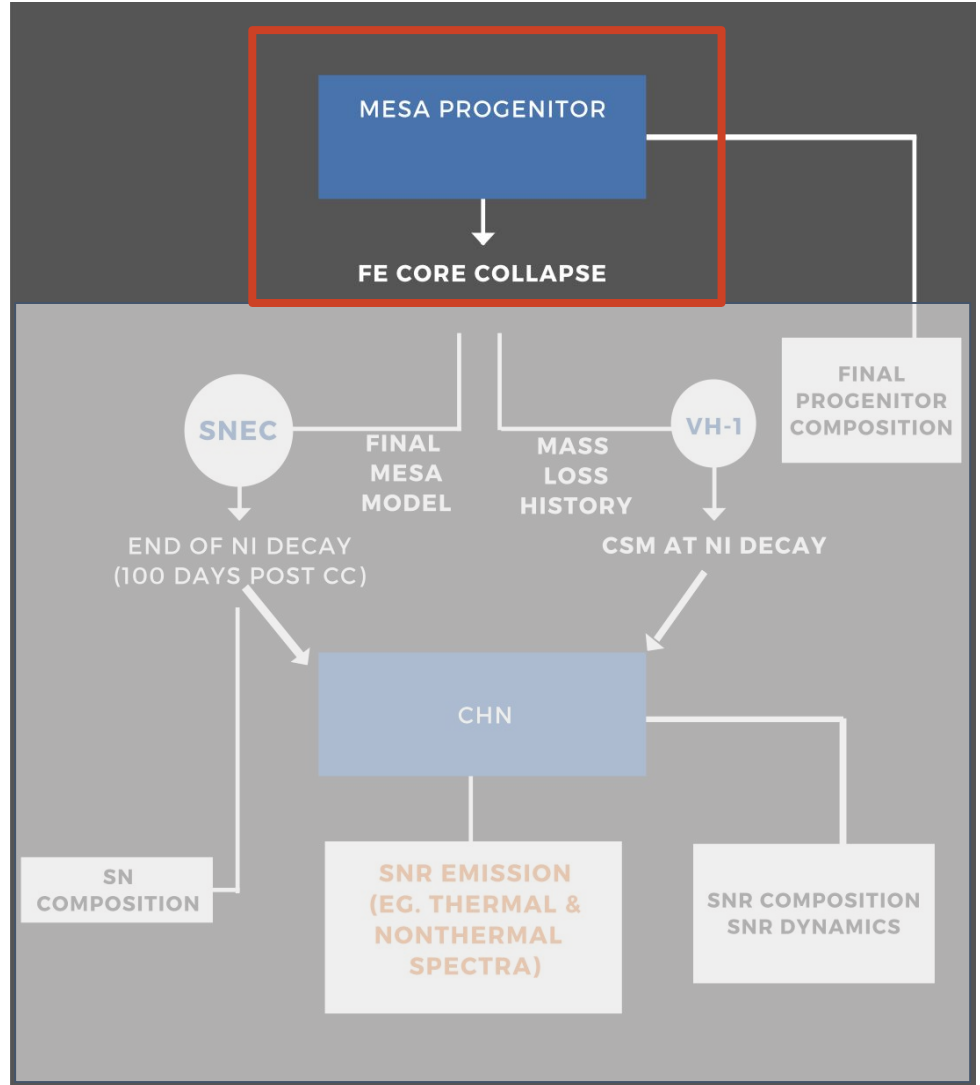 MESA PROGENITOR
FE CORE COLLAPSE
FINAL
PROGENITOR
COMPOSITION
SNEC
VH-1
FINAL
MESA
MODEL
MASS
LOSS
HISTORY
END OF NI DECAY
(100 DAYS POST CC)
CSM AT NI DECAY
CHN
SN
COMPOSITION
SNR EMISSION
(EG. THERMAL &
NONTHERMAL
SPECTRA)
SNR COMPOSITION
SNR DYNAMICS